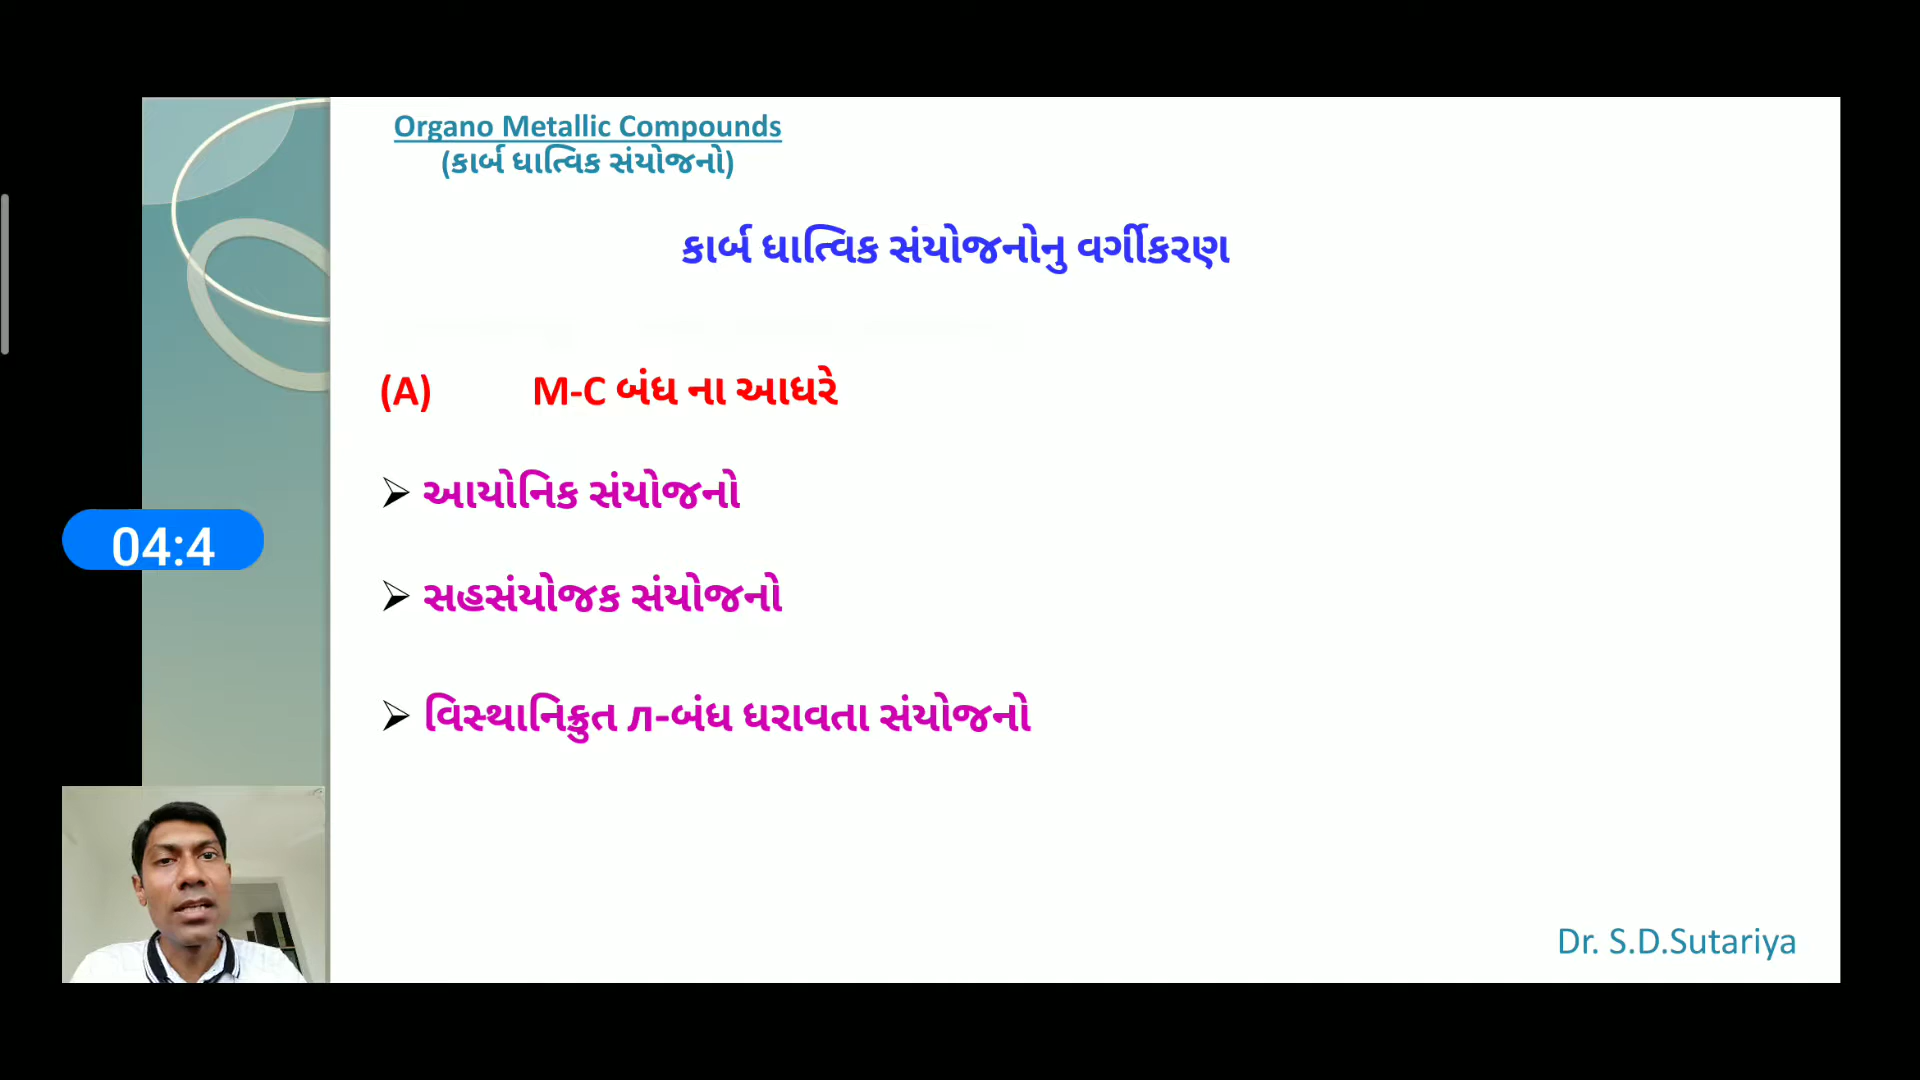 Organo Metallic Compounds
(કાર્બ ધાત્વિક સંયોજનો)
કાર્બ ધાત્વિક સંયોજનોનુ વર્ગીકરણ
(A) M-C બંધ ના આધરે
➢ આયોનિક સંયોજનો
➢ સહસંયોજક સંયોજનો
➢ વિસ્થાનિક્રુત л-બંધ ધરાવતા સંયોજનો
04:4
Dr. S.D.Sutariya